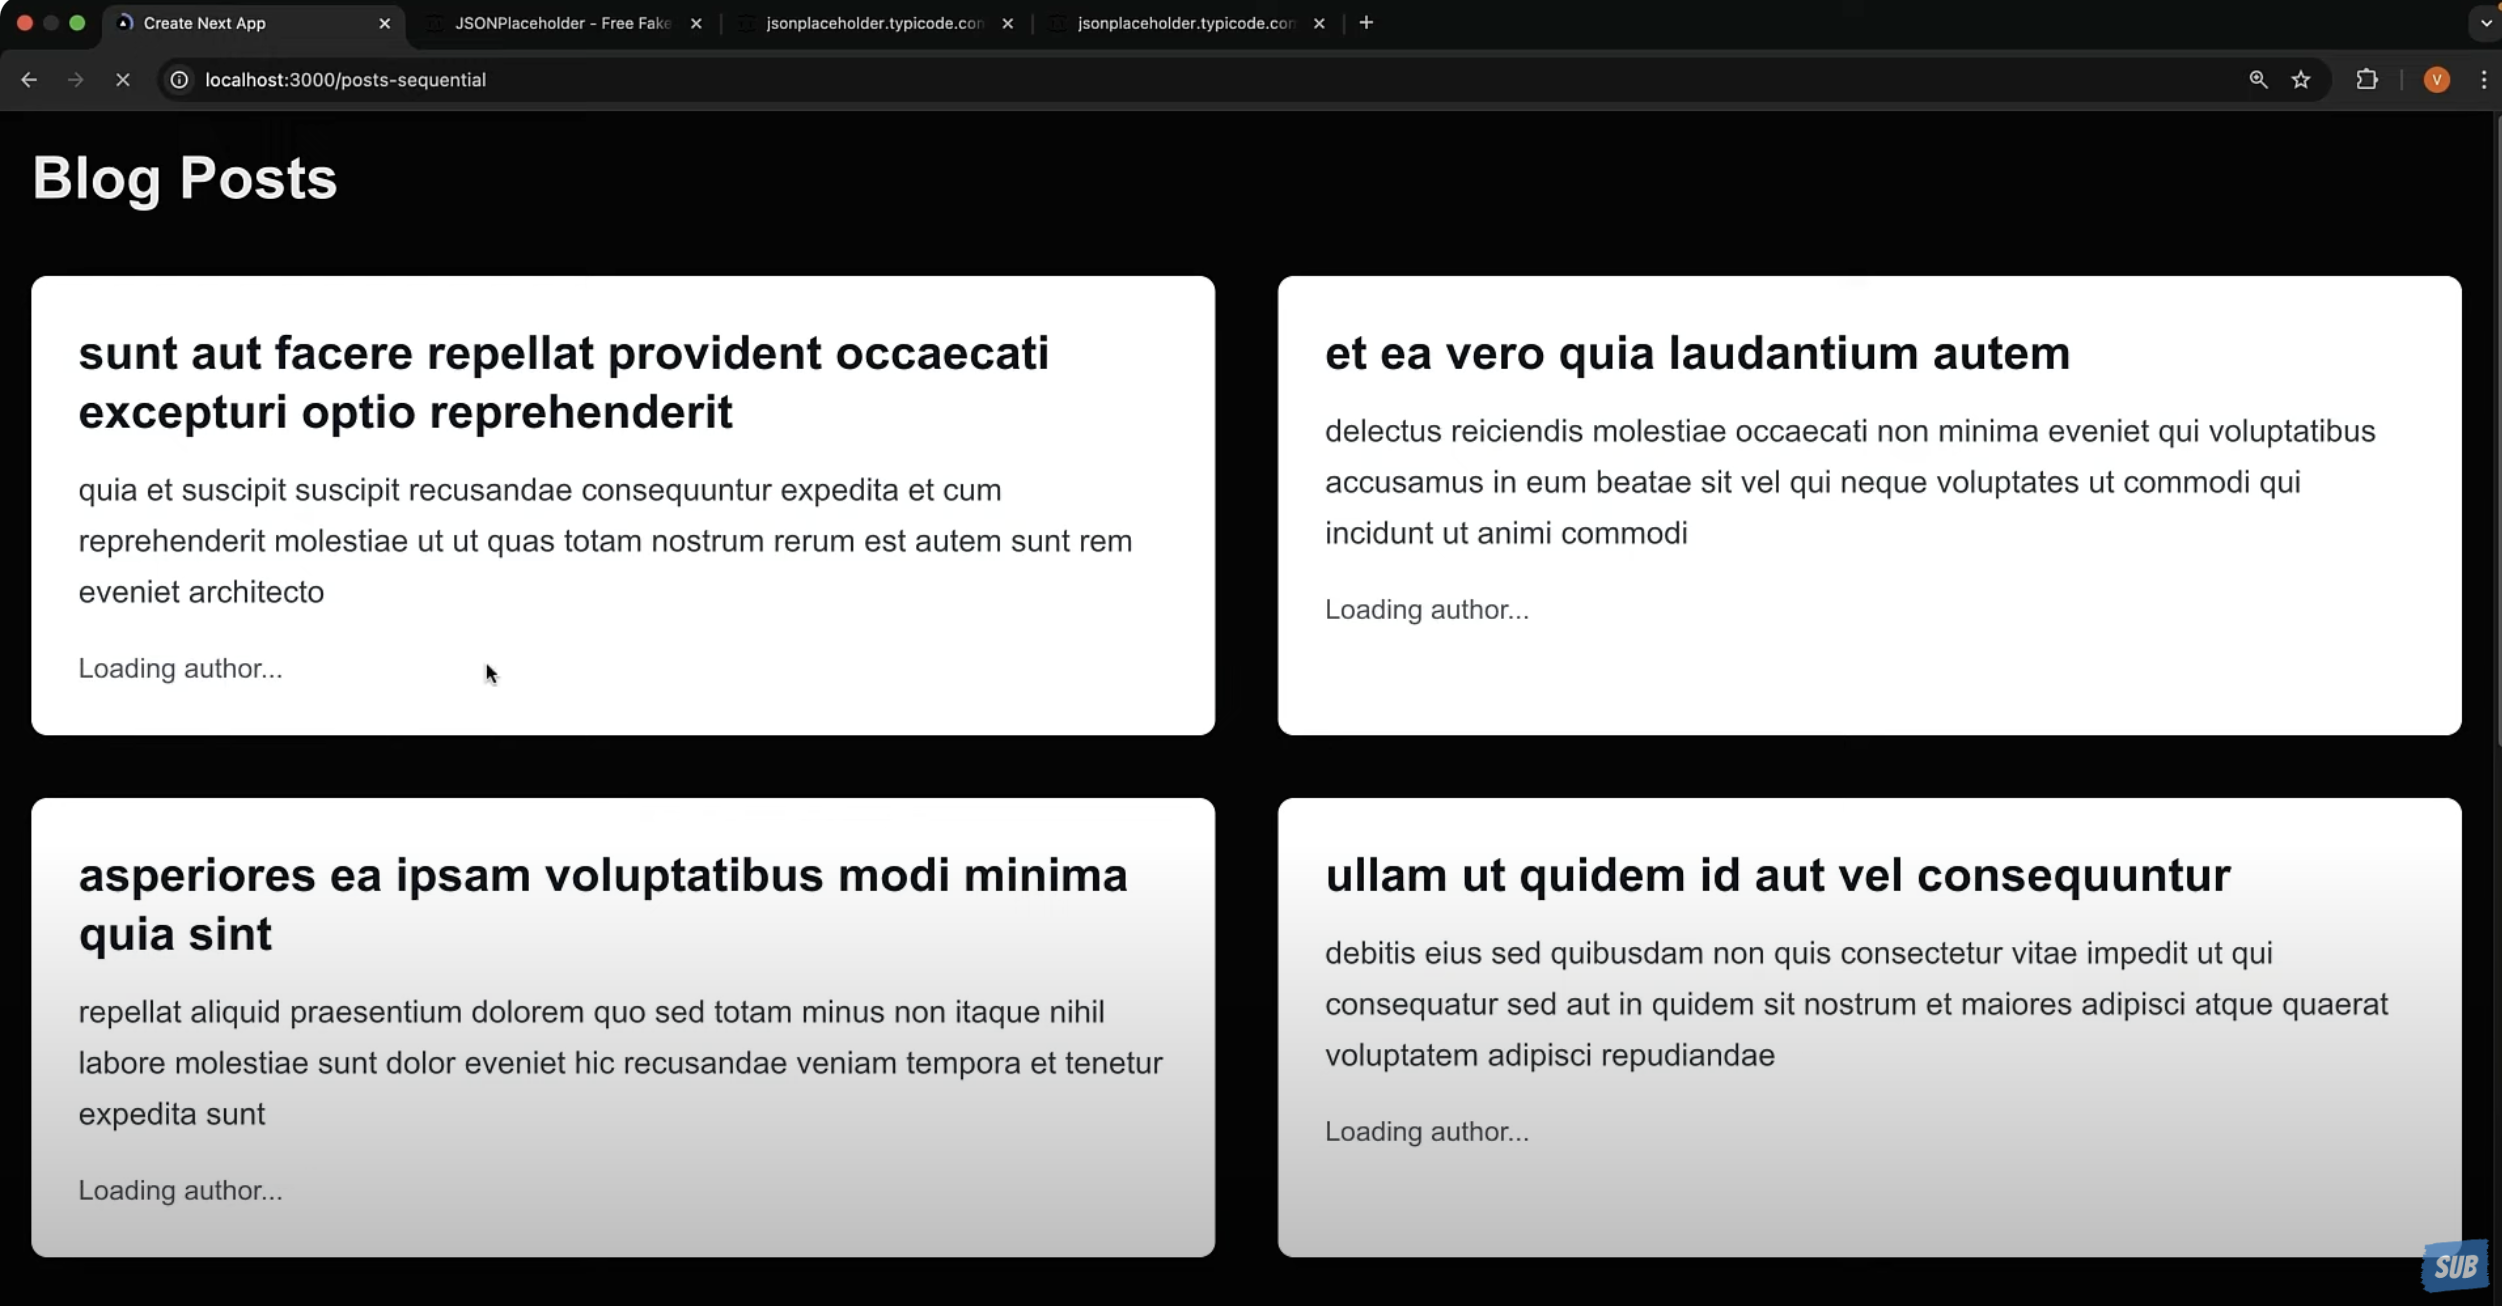 Create Next App
JSONPlaceholder - Free Fake
jsonplaceholder.typicode.con
jsonplaceholder.typicode.con
localhost:3000/posts-sequential
V
Blog Posts
sunt aut facere repellat provident occaecati
excepturi optio reprehenderit
quia et suscipit suscipit recusandae consequuntur expedita et cum
reprehenderit molestiae ut ut quas totam nostrum rerum est autem sunt rem
eveniet architecto
Loading author...
et ea vero quia laudantium autem
delectus reiciendis molestiae occaecati non minima eveniet qui voluptatibus
accusamus in eum beatae sit vel qui neque voluptates ut commodi qui
incidunt ut animi commodi
Loading author...
asperiores ea ipsam voluptatibus modi minima
quia sint
repellat aliquid praesentium dolorem quo sed totam minus non itaque nihil
labore molestiae sunt dolor eveniet hic recusandae veniam tempora et tenetur
expedita sunt
Loading author...
ullam ut quidem id aut vel consequuntur
debitis eius sed quibusdam non quis consectetur vitae impedit ut qui
consequatur sed aut in quidem sit nostrum et maiores adipisci atque quaerat
voluptatem adipisci repudiandae
Loading author...
SUB